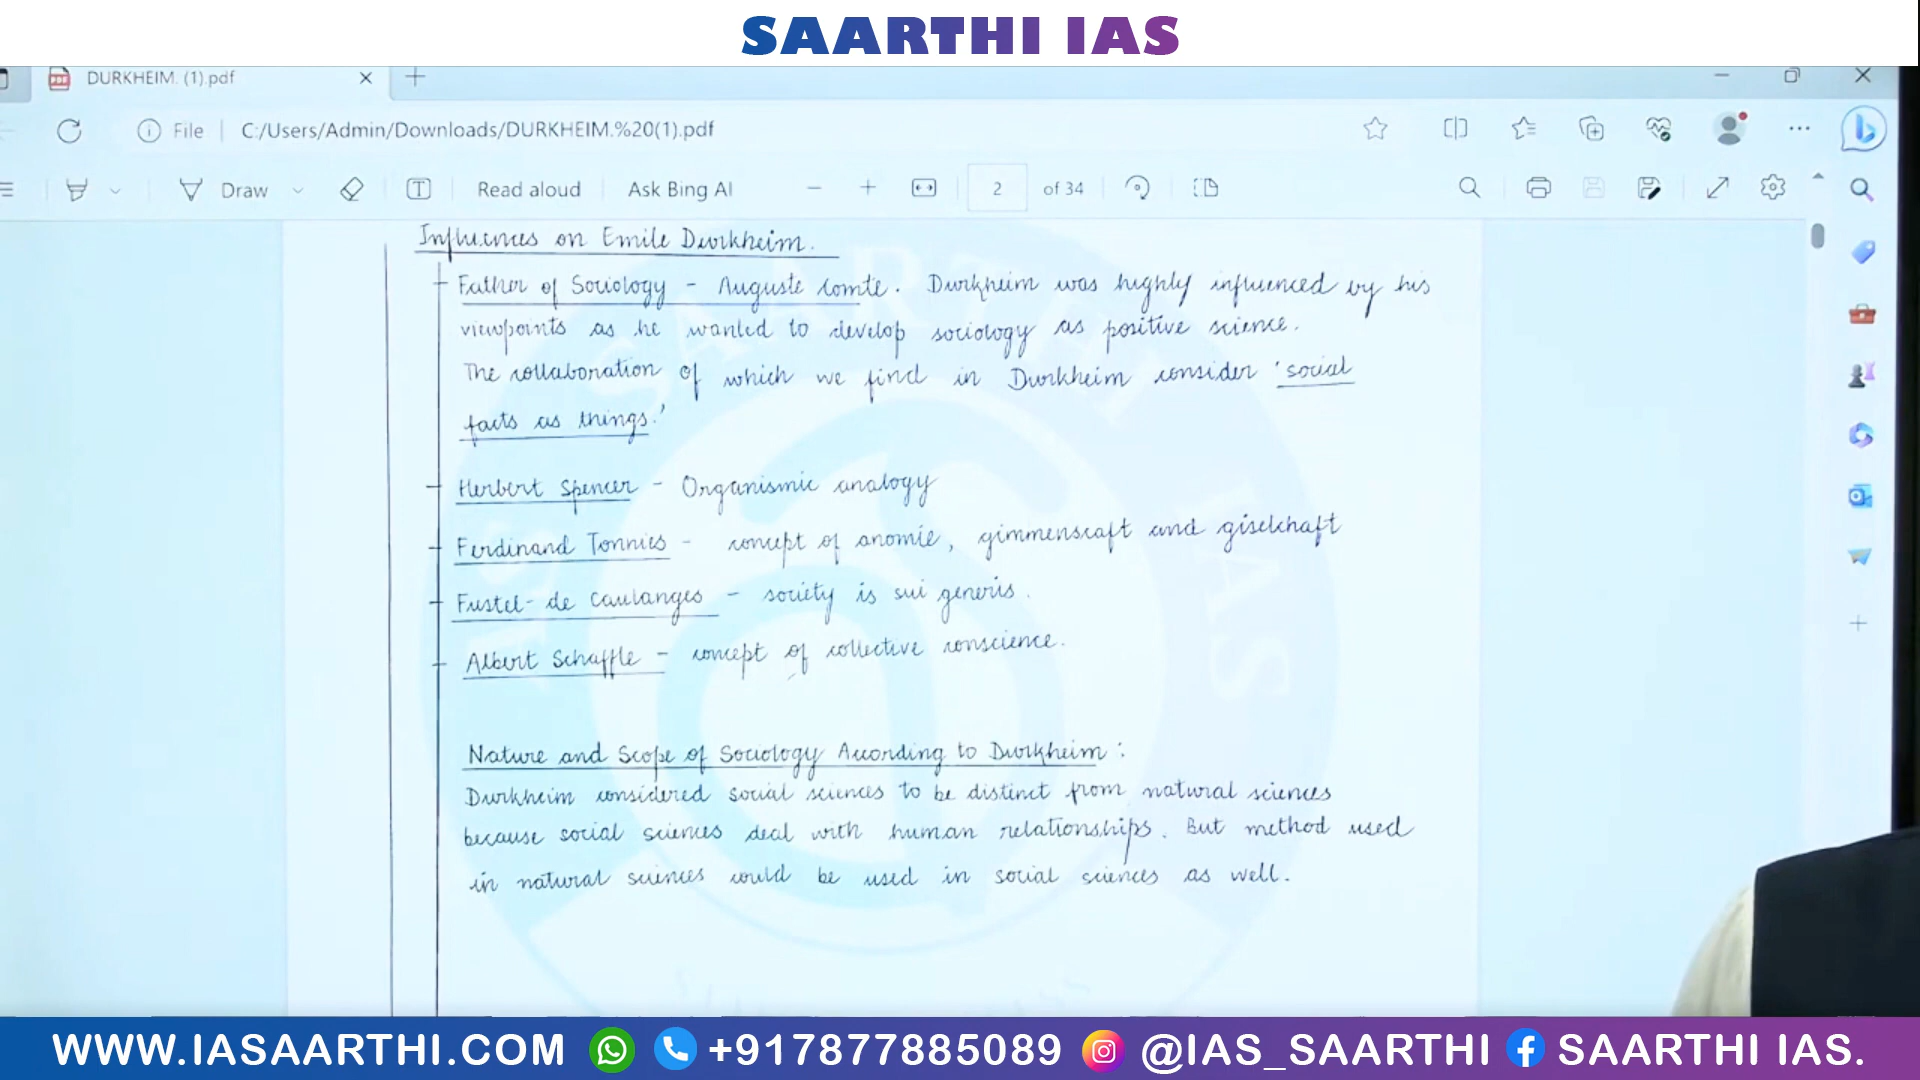 SAARTHI IAS
DURKHEIM. (1).pdf
File C:/Users/Admin/Downloads/DURKHEIM.%20(1).pdf
Draw Read aloud Ask Bing AI 2 of 34
Influences on Emile Durkheim.
Father of Sociology - Auguste Comte. Durkheim was highly influenced by his
viewpoints as he wanted to develop sociology as positive science.
The collaboration of which we find in Durkheim consider 'social
facts as things.'
Herbert Spencer - Organismic analogy
Ferdinand Tonnies - concept of anomie, gimmenscaft and giselchaft
Fustel-de Caulanges - society is sui generis.
Albert Schaffle - concept of collective conscience.
Nature and Scope of Sociology According to Durkheim :
Durkheim considered social sciences to be distinct from natural sciences
because social sciences deal with human relationships. But method used
in natural sciences could be used in social sciences as well.
WWW.IASAARTHI.COM +917877885089 @IAS_SAARTHI SAARTHI IAS.